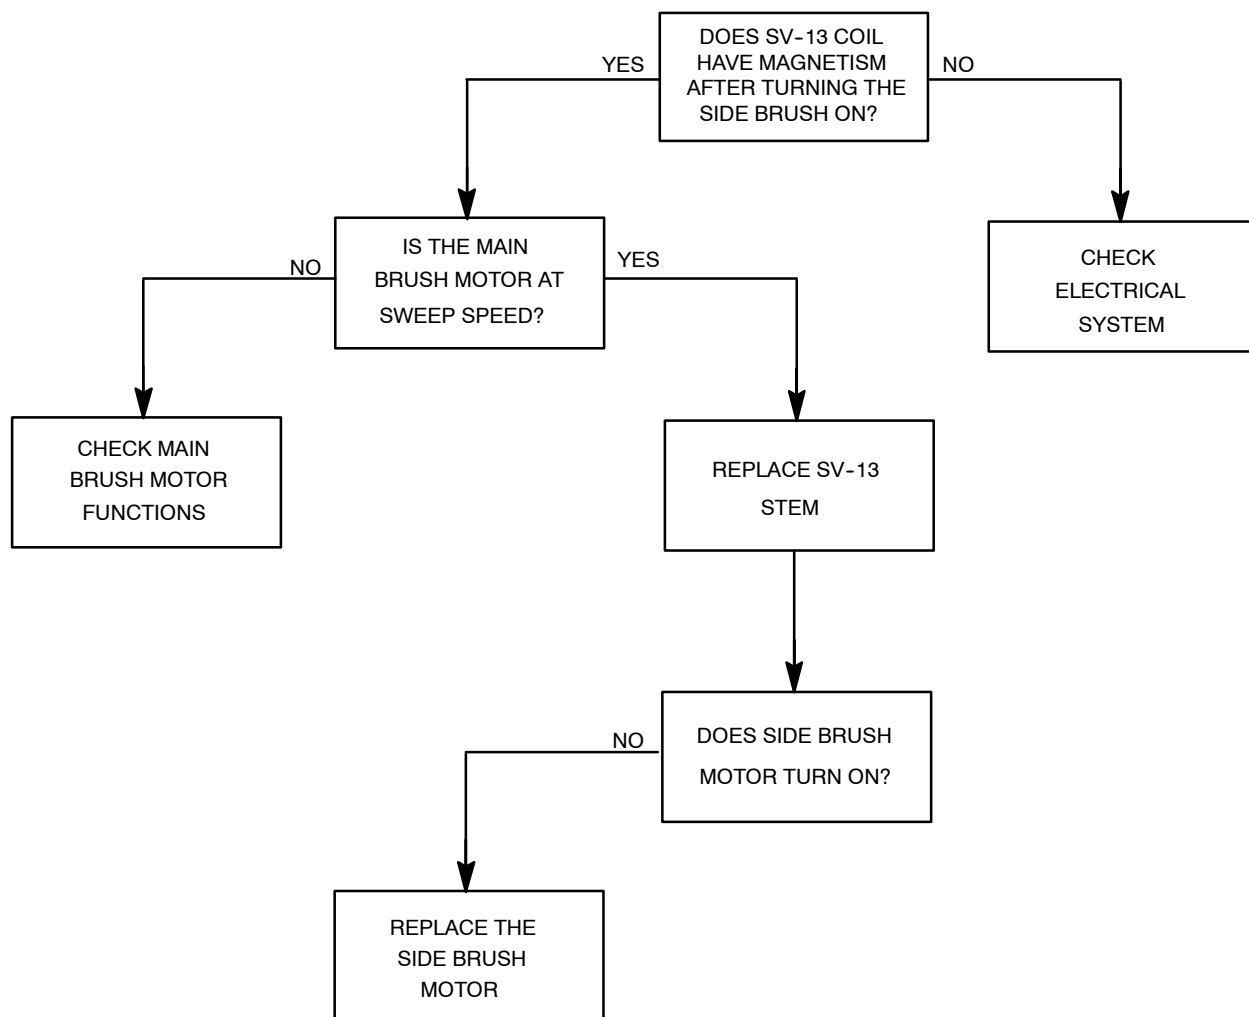 DOES SV-13 COIL
HAVE MAGNETISM
AFTER TURNING THE
SIDE BRUSH ON?
YES
NO
IS THE MAIN
BRUSH MOTOR AT
SWEEP SPEED?
NO
YES
CHECK
ELECTRICAL
SYSTEM
CHECK MAIN
BRUSH MOTOR
FUNCTIONS
REPLACE SV-13
STEM
DOES SIDE BRUSH
MOTOR TURN ON?
NO
REPLACE THE
SIDE BRUSH
MOTOR